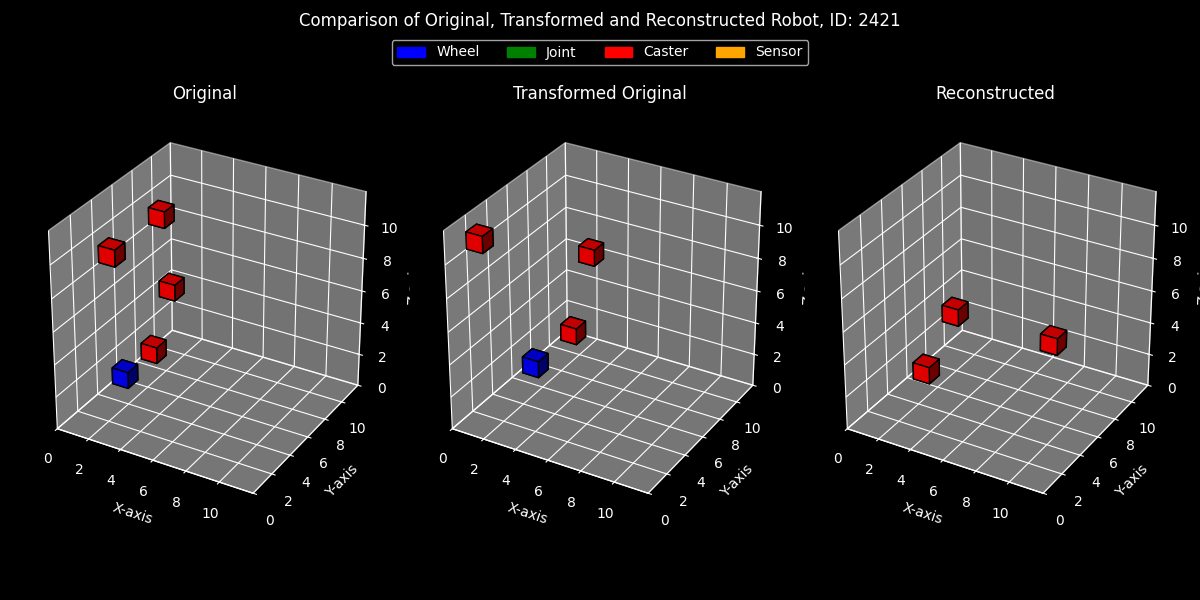 Comparison of Original, Transformed and Reconstructed Robot, ID: 2421
Wheel Joint Caster Sensor
Original
0 2 4 6 8 10
X-axis
0 2 4 6 8 10
Y-axis
0 2 4 6 8 10
Transformed Original
0 2 4 6 8 10
X-axis
0 2 4 6 8 10
Y-axis
0 2 4 6 8 10
Reconstructed
0 2 4 6 8 10
X-axis
0 2 4 6 8 10
Y-axis
0 2 4 6 8 10